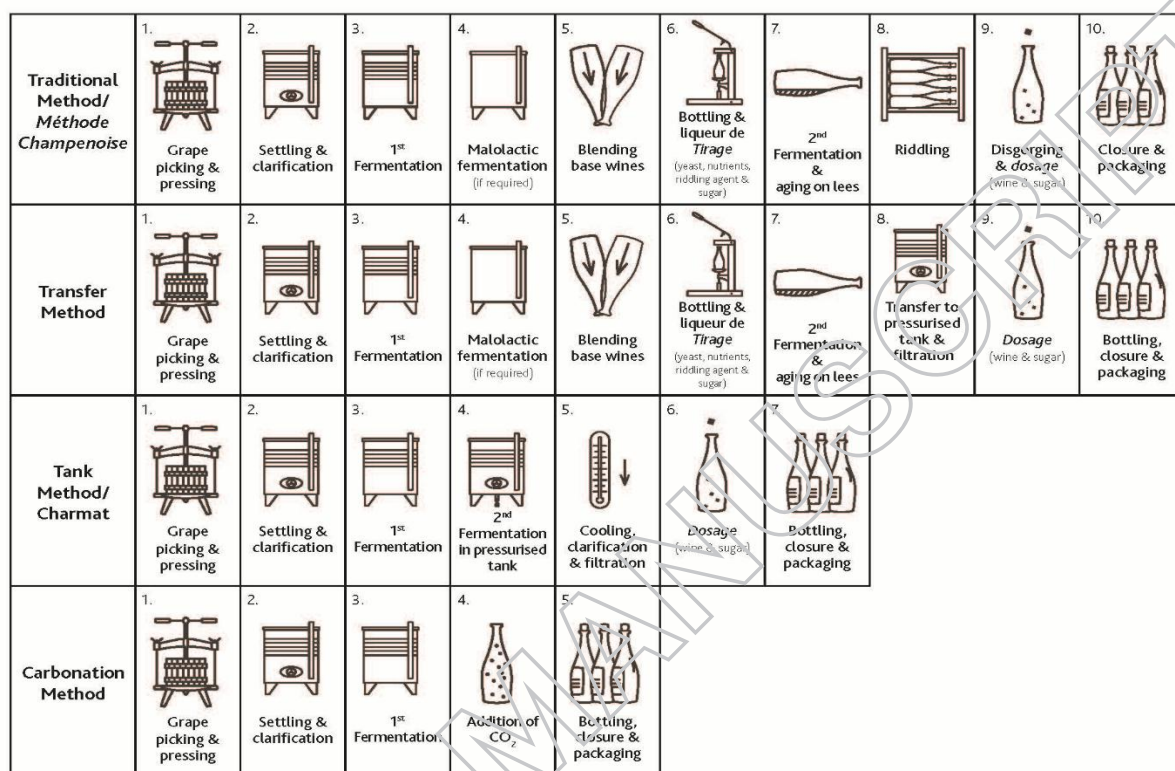 Traditional
Method/
Méthode
Champenoise
1.
Grape
picking &
pressing
2.
Settling &
clarification
3.
1st
Fermentation
4.
Malolactic
fermentation
(if required)
5.
Blending
base wines
6.
Bottling &
liqueur de
Tirage
(yeast, nutrients,
riddling agent &
sugar)
7.
2nd
Fermentation
&
aging on lees
8.
Riddling
9.
Disgorging
& dosage
(wine & sugar)
10.
Closure &
packaging
Transfer
Method
1.
Grape
picking &
pressing
2.
Settling &
clarification
3.
1st
Fermentation
4.
Malolactic
fermentation
(if required)
5.
Blending
base wines
6.
Bottling &
liqueur de
Tirage
(yeast, nutrients,
riddling agent &
sugar)
7.
2nd
Fermentation
&
aging on lees
8.
Transfer to
pressurised
tank &
filtration
9.
Dosage
(wine & sugar)
10.
Bottling,
closure &
packaging
Tank
Method/
Charmat
1.
Grape
picking &
pressing
2.
Settling &
clarification
3.
1st
Fermentation
4.
2nd
Fermentation
in pressurised
tank
5.
Cooling,
clarification
& filtration
6.
Dosage
(wine & sugar)
7.
Bottling,
closure &
packaging
Carbonation
Method
1.
Grape
picking &
pressing
2.
Settling &
clarification
3.
1st
Fermentation
4.
Addition of
CO2
5.
Bottling,
closure &
packaging
MANUSCRIPT